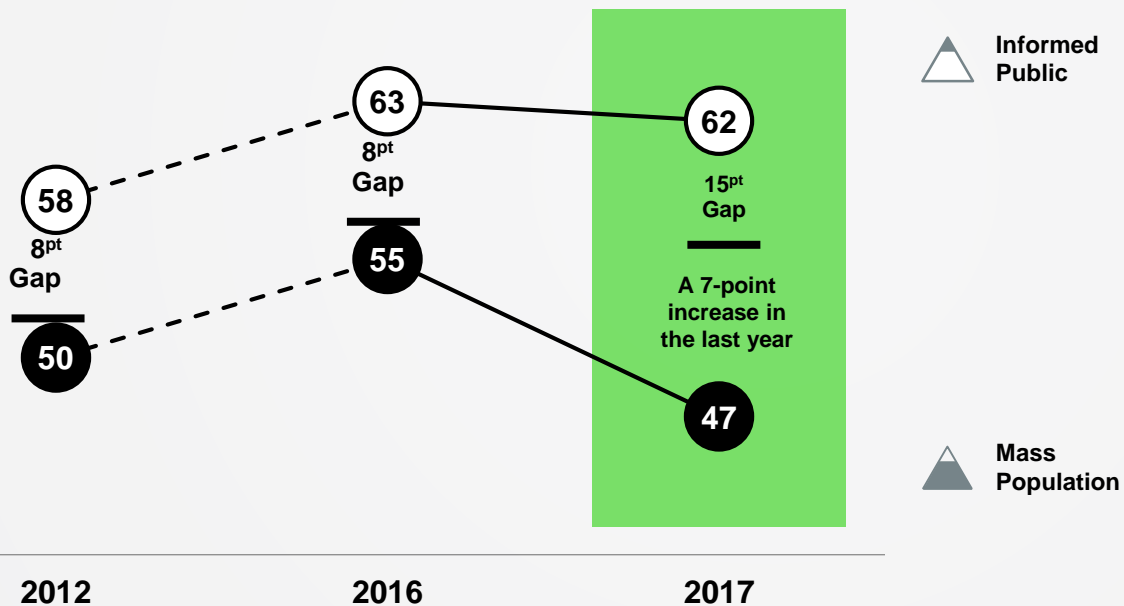 Informed
Public
63
62
8pt
Gap
15pt
Gap
58
8pt
Gap
55
A 7-point
increase in
the last year
50
47
Mass
Population
2012
2016
2017